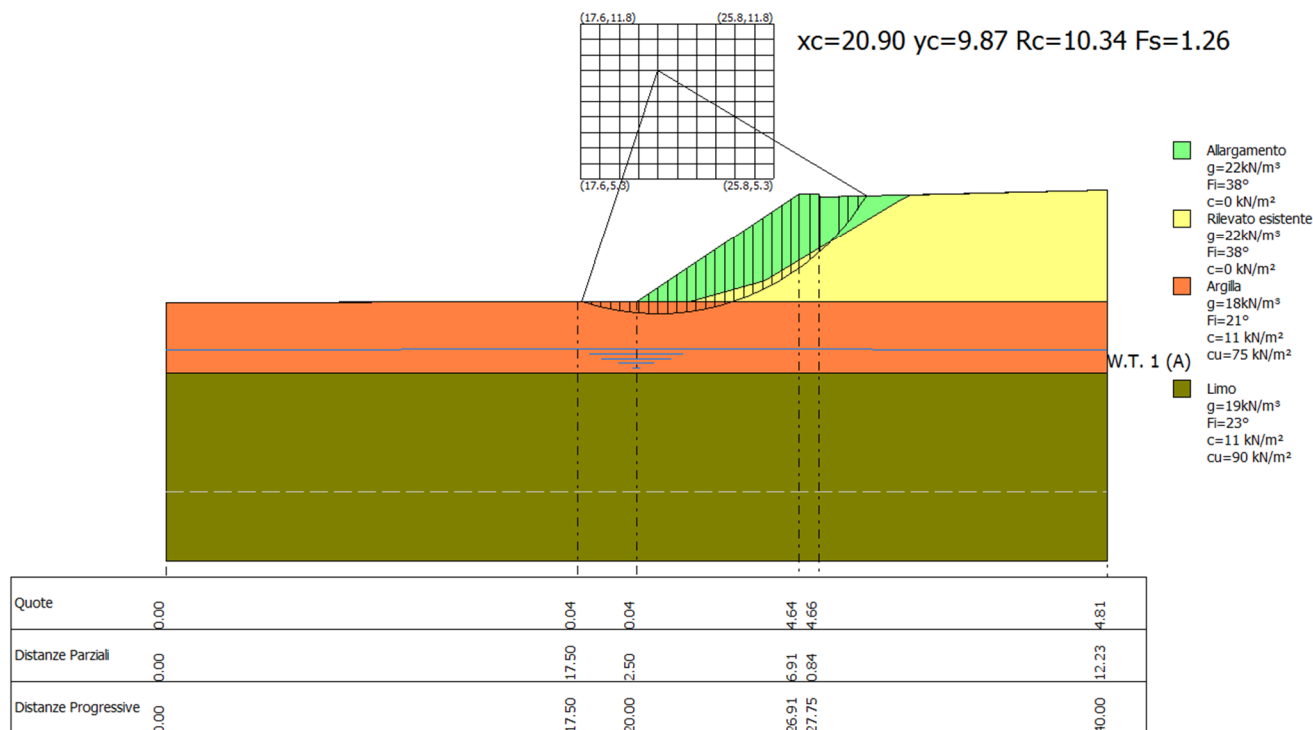 (17.6,11.8)
(25.8,11.8)
xc=20.90 yc=9.87 Rc=10.34 Fs=1.26
(17.6,5.3)
(25.8,5.3)
Allargamento
g=22kN/m³
Fi=38°
c=0 kN/m²
Rilevato esistente
g=22kN/m³
Fi=38°
c=0 kN/m²
Argilla
g=18kN/m³
Fi=21°
c=11 kN/m²
cu=75 kN/m²
W.T. 1 (A)
Limo
g=19kN/m³
Fi=23°
c=11 kN/m²
cu=90 kN/m²
Quote 0.00 0.04 0.04 4.64 4.66 4.81
Distanze Parziali 0.00 17.50 2.50 6.91 0.84 12.23
Distanze Progressive 0.00 17.50 20.00 26.91 27.75 40.00